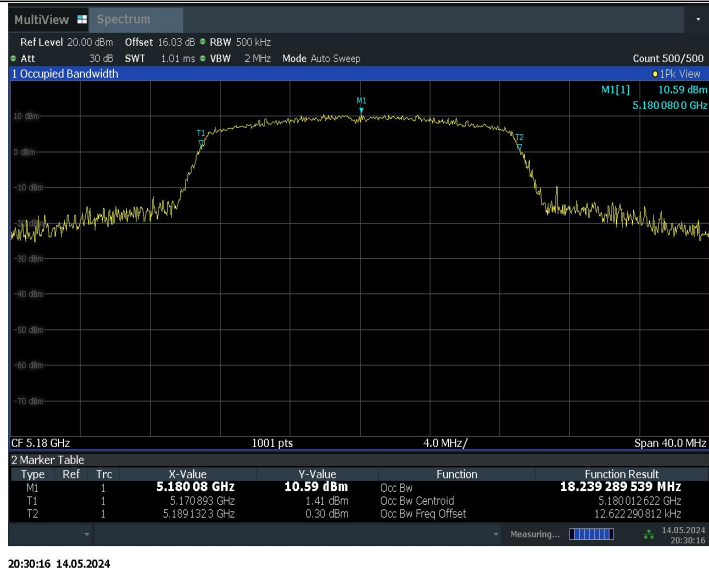 MultiView Spectrum
Ref Level 20.00 dBm Offset 16.03 dB RBW 500 kHz
Att 30 dB SWT 1.01 ms VBW 2 MHz Mode Auto Sweep Count 500/500
1 Occupied Bandwidth 1Pk View
M1[1] 10.59 dBm
5.180 080 0 GHz
M1
10 dBm
T1
T2
0 dBm
-10 dBm
-20 dBm
-30 dBm
-40 dBm
-50 dBm
-60 dBm
-70 dBm
CF 5.18 GHz 1001 pts 4.0 MHz/ Span 40.0 MHz
2 Marker Table
Type Ref Trc X-Value Y-Value Function Function Result
M1 1 5.180 08 GHz 10.59 dBm Occ Bw 18.239 289 539 MHz
T1 1 5.170 893 GHz 1.41 dBm Occ Bw Centroid 5.180 012 622 GHz
T2 1 5.189 132 3 GHz 0.30 dBm Occ Bw Freq Offset 12.622 290 812 kHz
Measuring... 14.05.2024
20:30:16
20:30:16 14.05.2024